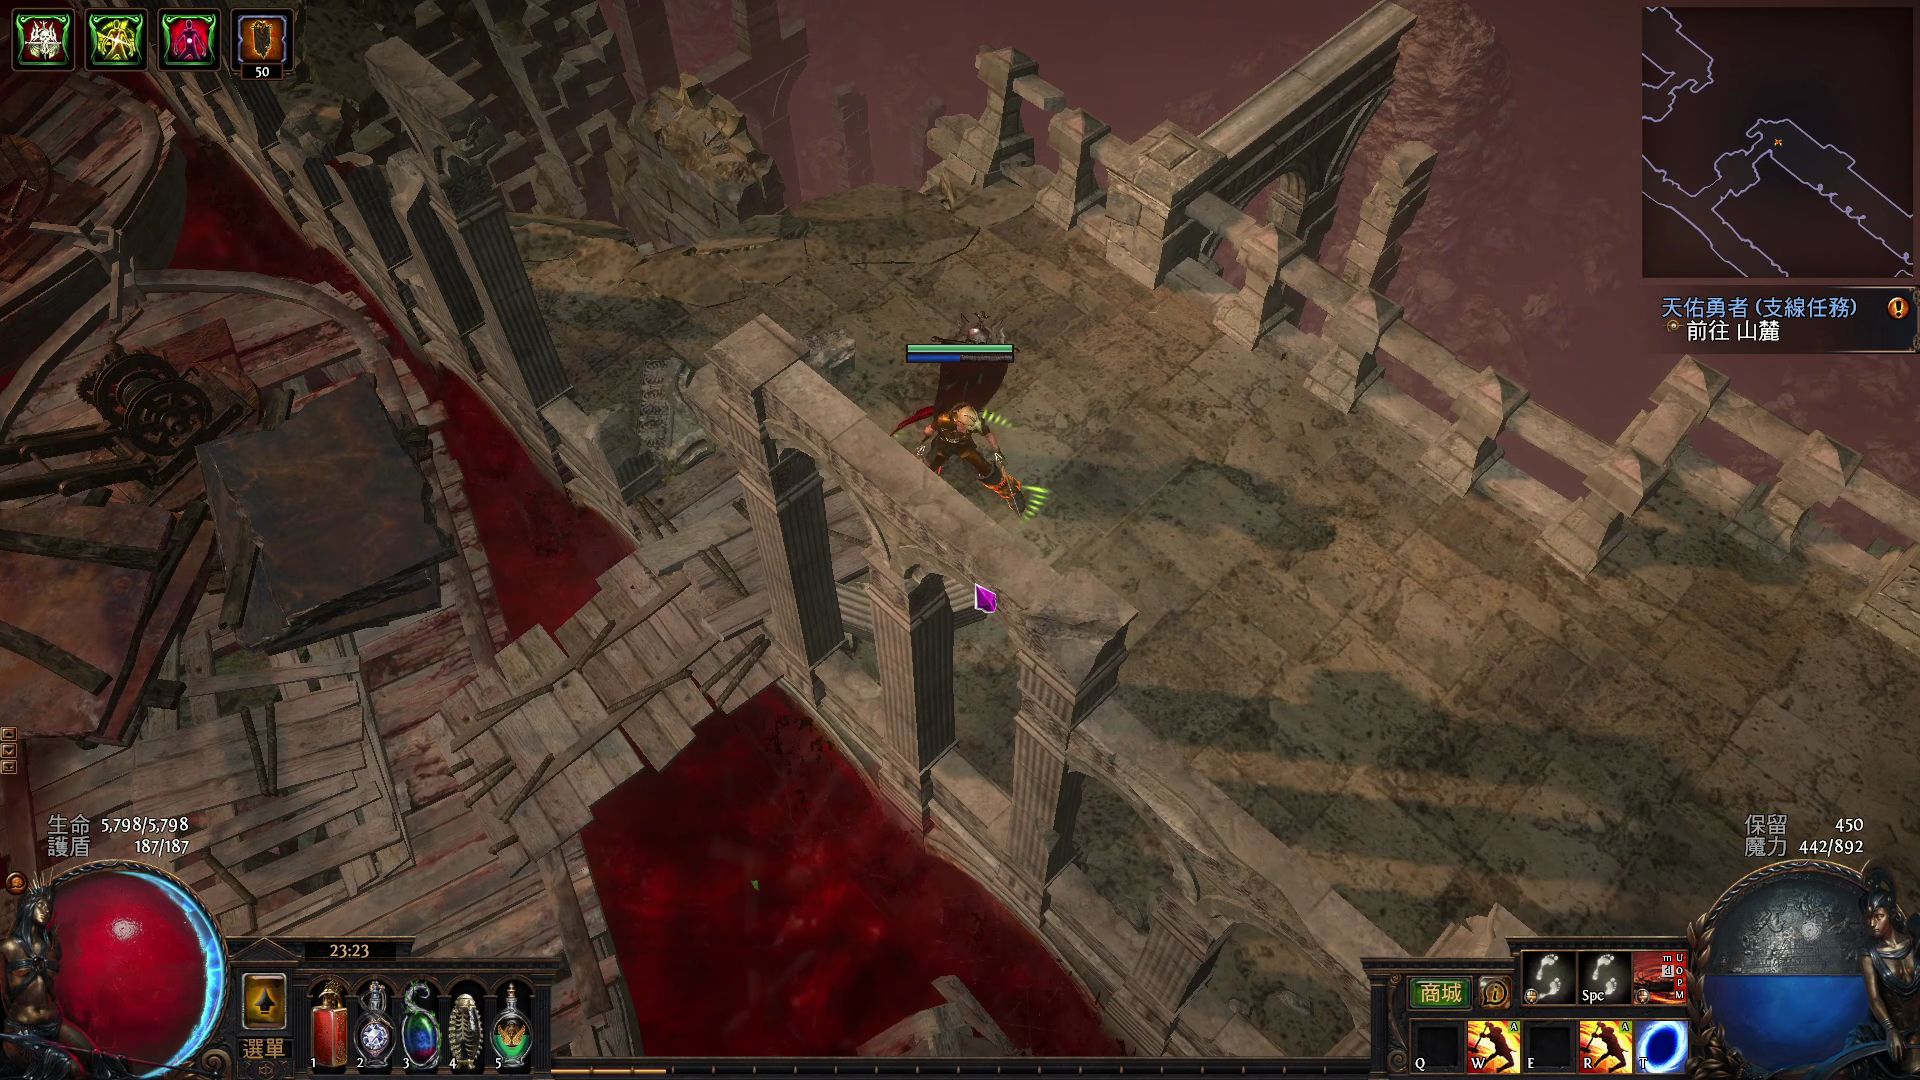 50
天佑勇者 (支線任務)
前往 山麓
生命 5,798/5,798
護盾 187/187
保留 450
魔力 442/892
23:23
選單
1
2
3
4
5
商城
Spc
Q
W
A
E
R
A
T